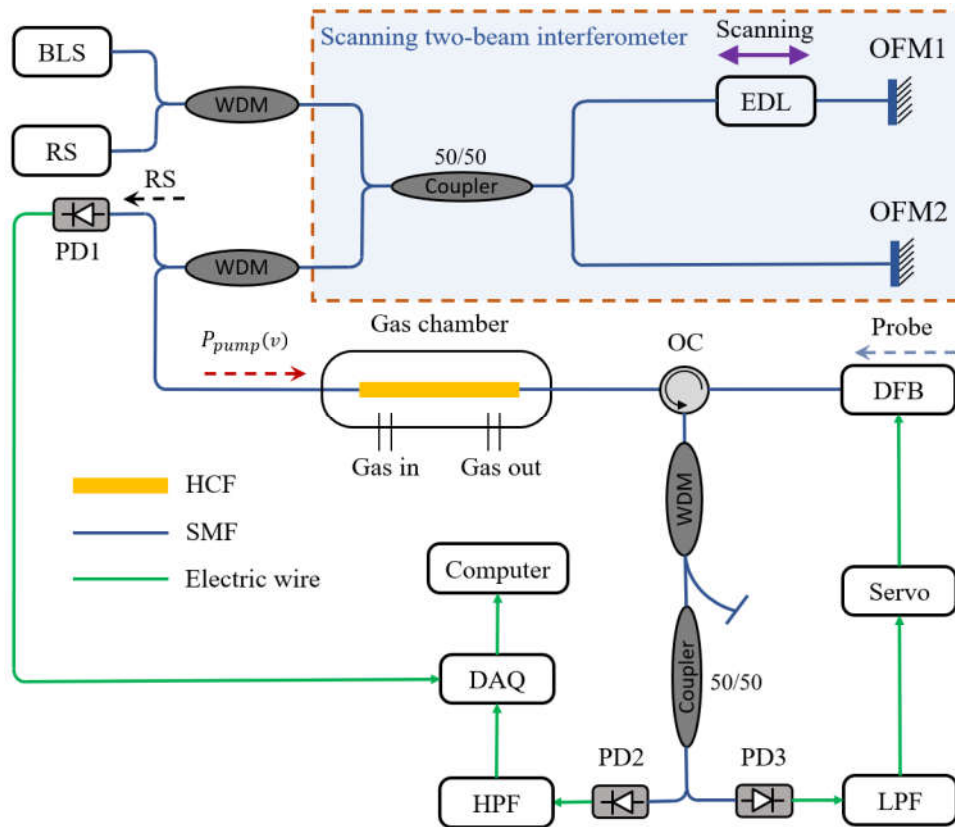 Scanning two-beam interferometer
Scanning
OFM1
BLS
WDM
EDL
RS
50/50
Coupler
RS
OFM2
PD1
WDM
Gas chamber
P_pump(v)
OC
Probe
DFB
Gas in
Gas out
HCF
WDM
SMF
Computer
Electric wire
Servo
DAQ
Coupler
50/50
PD2
PD3
HPF
LPF